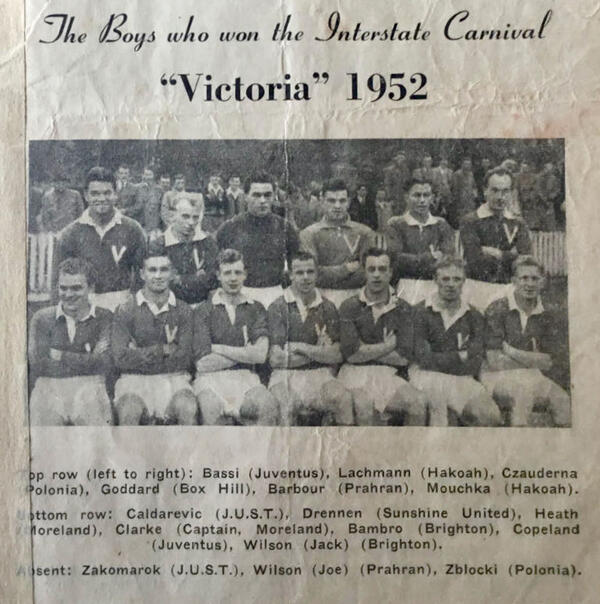 The Boys who won the Interstate Carnival
"Victoria" 1952
V V V V V
V V V V V V V
op row (left to right): Bassi (Juventus), Lachmann (Hakoah), Czauderna
Polonia), Goddard (Box Hill), Barbour (Prahran), Mouchka (Hakoah).
ottom row: Caldarevic (J.U.S.T.), Drennen (Sunshine United), Heath
Moreland), Clarke (Captain, Moreland), Bambro (Brighton), Copeland
(Juventus), Wilson (Jack) (Brighton).
Absent: Zakomarok (J.U.S.T.), Wilson (Joe) (Prahran), Zblocki (Polonia).